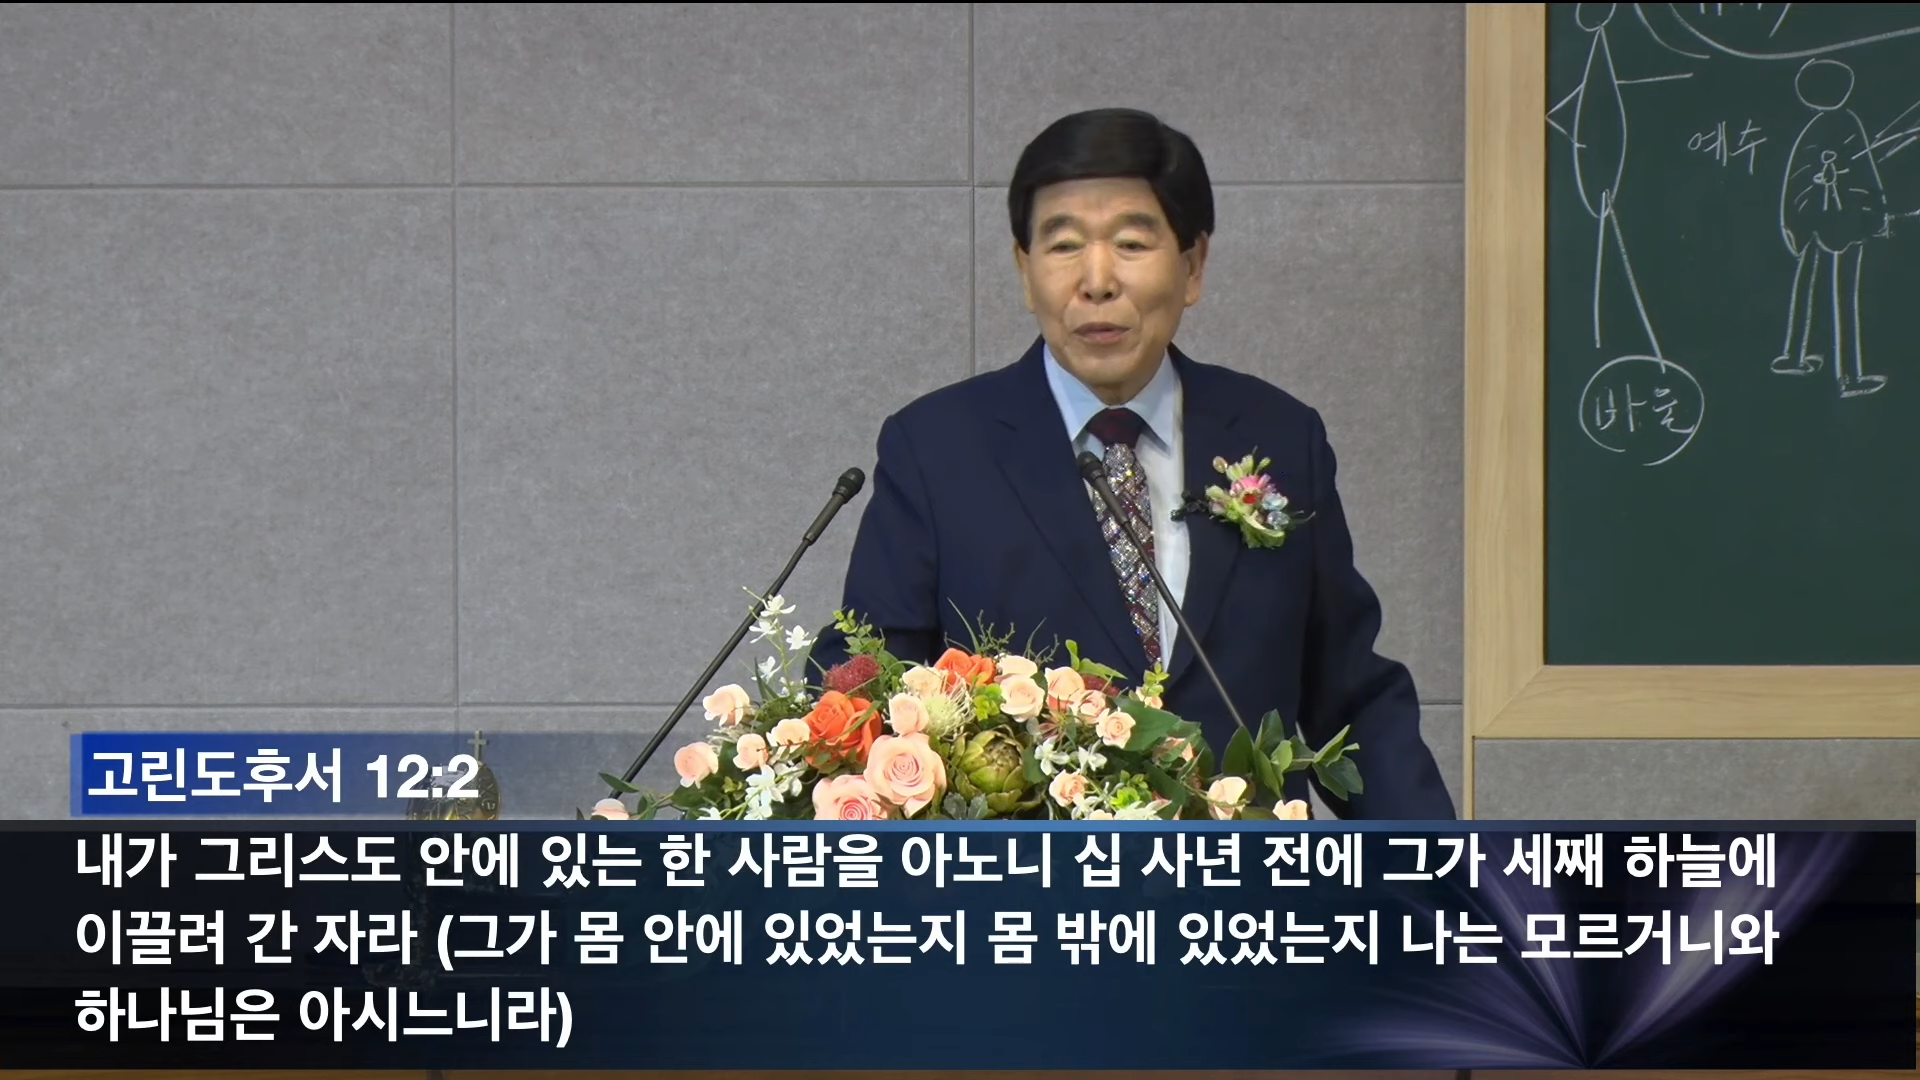 예수
바울
고린도후서 12:2
내가 그리스도 안에 있는 한 사람을 아노니 십 사년 전에 그가 세째 하늘에
이끌려 간 자라 (그가 몸 안에 있었는지 몸 밖에 있었는지 나는 모르거니와
하나님은 아시느니라)